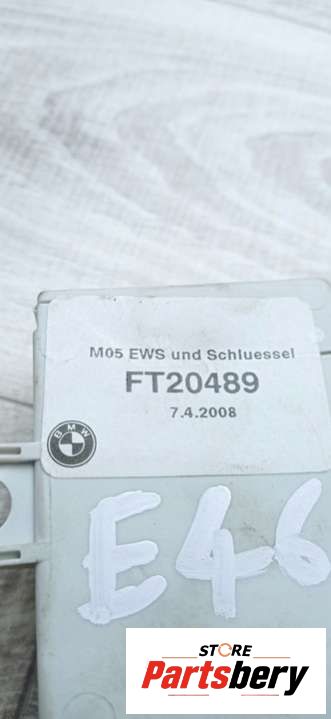 M05 EWS und Schluessel
FT20489
7.4.2008
BMW
E46
STORE
Partsbery